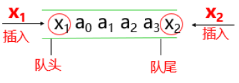 x₁ x₁ a₀ a₁ a₂ a₃ x₂ x₂
插入 插入
队头 队尾